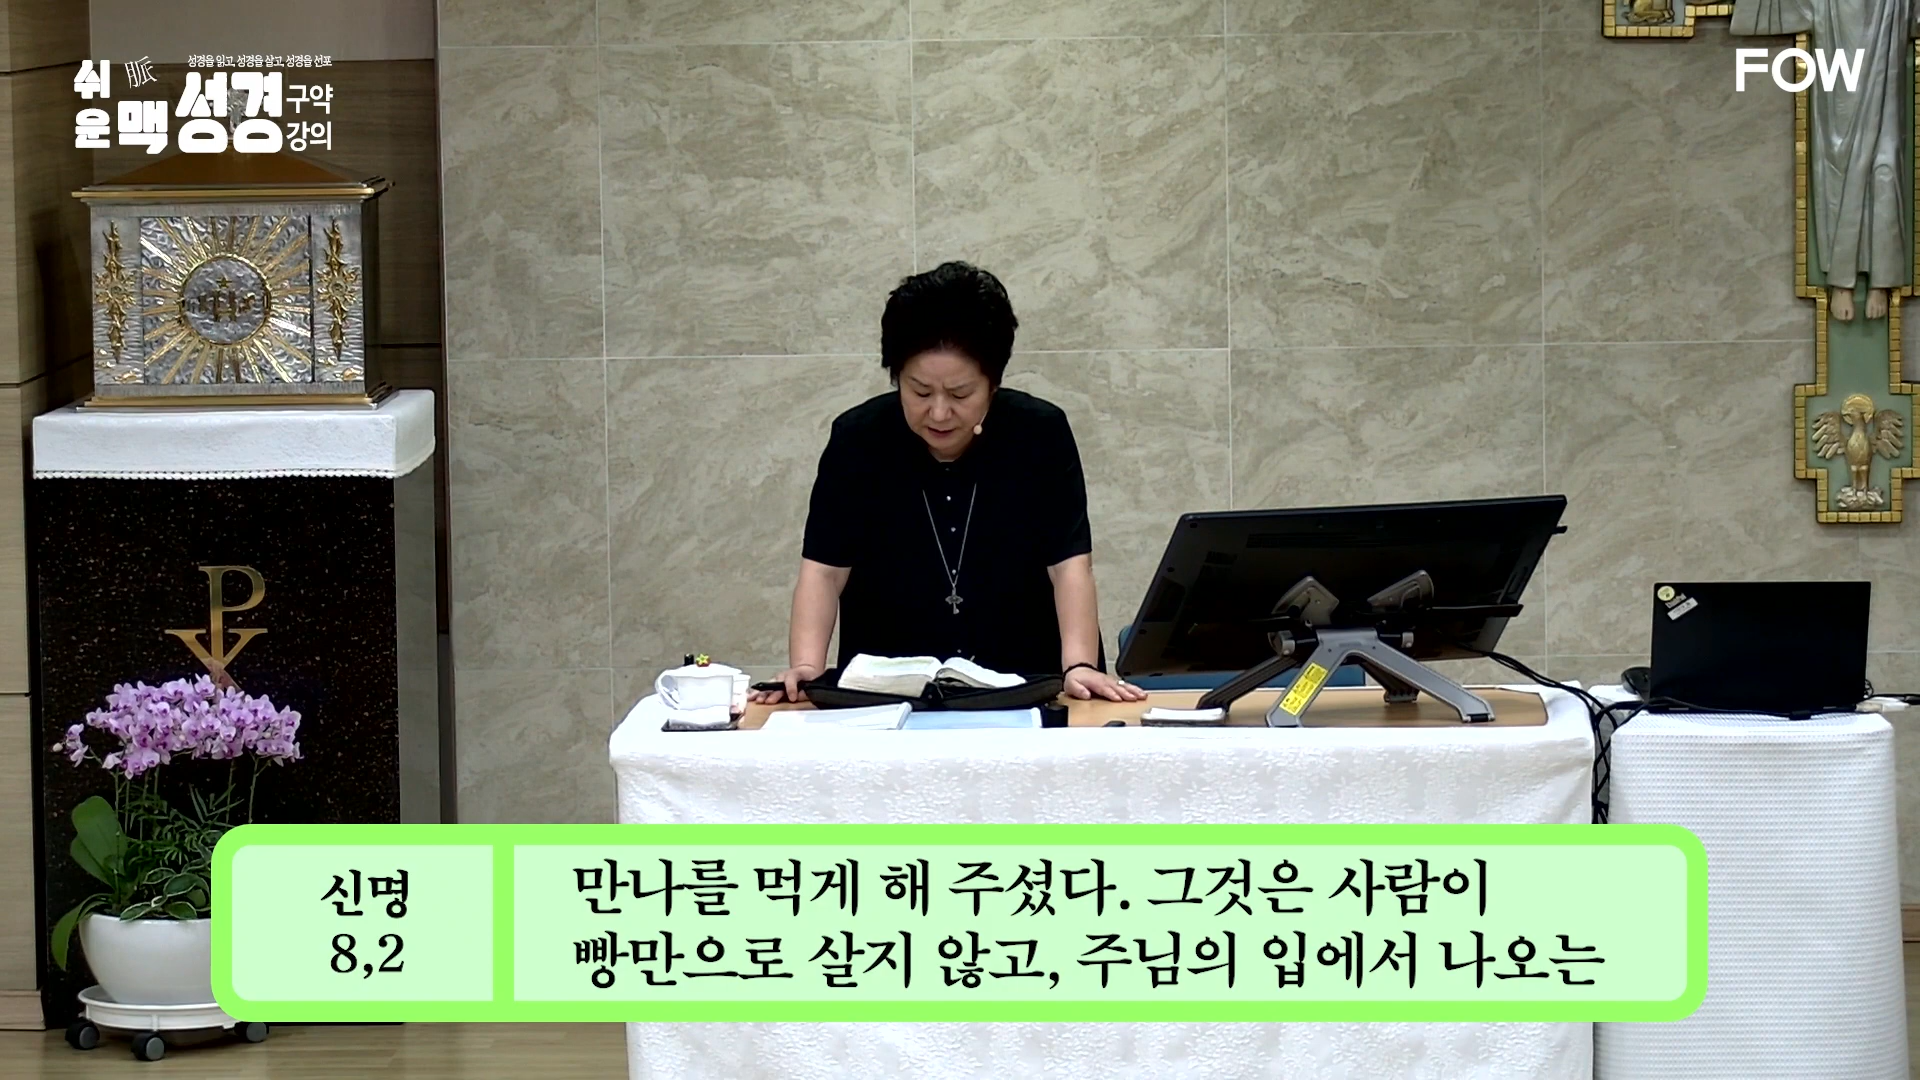 성경을 읽고, 성경을 살고, 성경을 선포
쉬운 脈 맥 성경 구약 강의
FOW
IHS
P
X
신명
8,2
만나를 먹게 해 주셨다. 그것은 사람이
빵만으로 살지 않고, 주님의 입에서 나오는